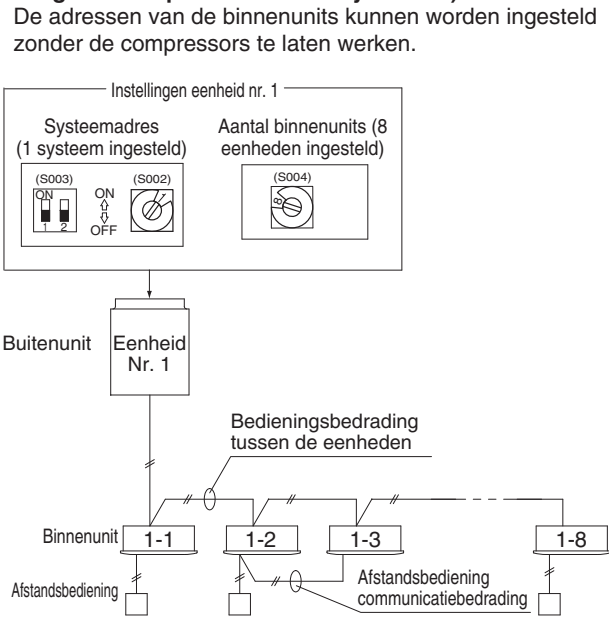 De adressen van de binnenunits kunnen worden ingesteld
zonder de compressors te laten werken.
Instellingen eenheid nr. 1
Systeemadres
(1 systeem ingesteld)
Aantal binnenunits (8
eenheden ingesteld)
(S003)
ON
1 2
ON
OFF
(S002)
1
(S004)
8
Buitenunit
Eenheid
Nr. 1
Bedieningsbedrading
tussen de eenheden
Binnenunit
1-1
1-2
1-3
1-8
Afstandsbediening
Afstandsbediening
communicatiebedrading